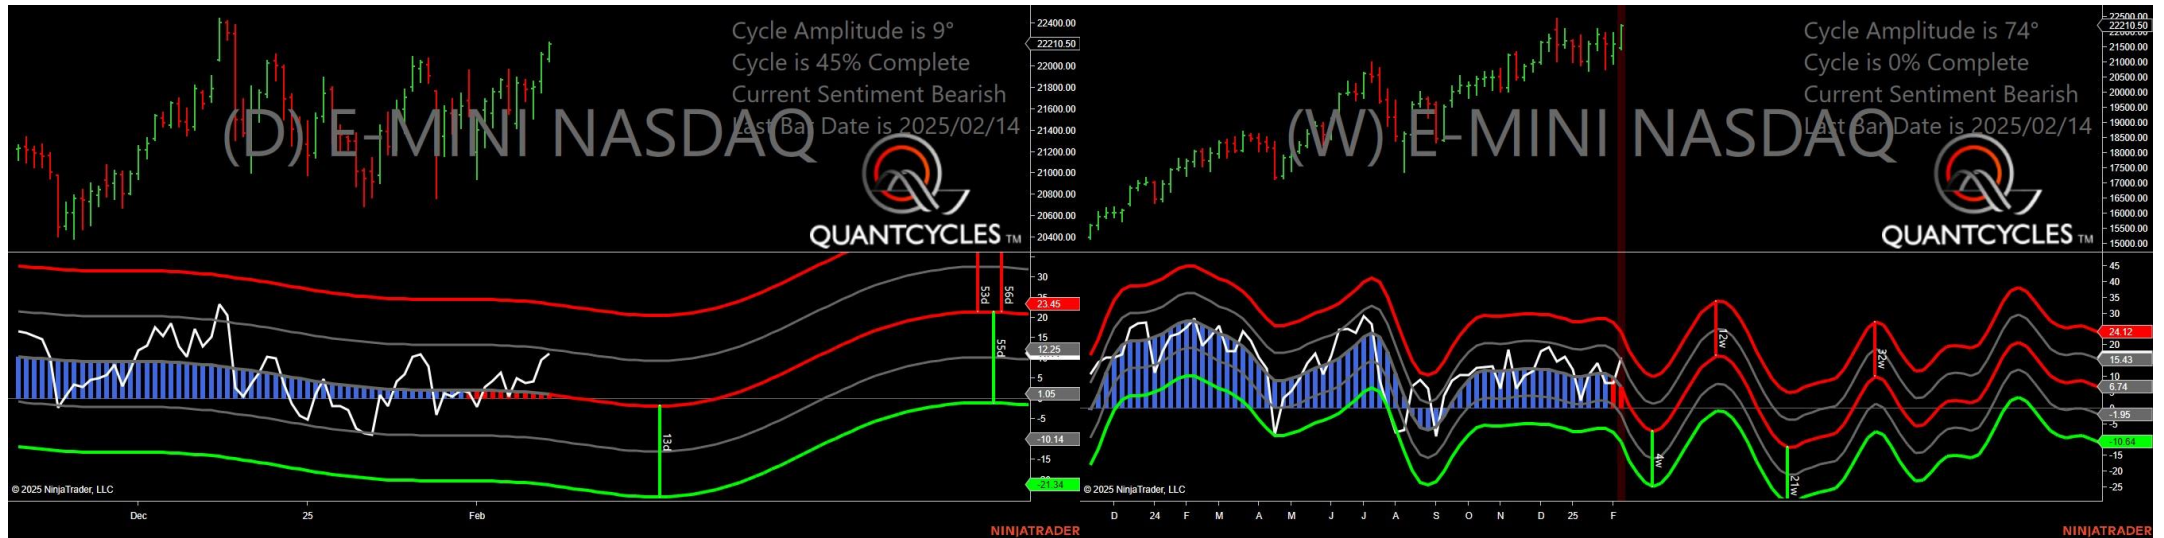 Cycle Amplitude is 9°
Cycle is 45% Complete
Current Sentiment Bearish
Last Bar Date is 2025/02/14
(D) E-MINI NASDAQ
QUANTCYCLES TM
22400.00
22210.50
22000.00
21800.00
21600.00
21400.00
21200.00
21000.00
20800.00
20600.00
20400.00
53d
56d
55d
13d
30
23.45
20
15
12.25
5
1.05
-5
-10.14
-15
-21.34
© 2025 NinjaTrader, LLC
Dec
25
Feb
NINJATRADER
Cycle Amplitude is 74°
Cycle is 0% Complete
Current Sentiment Bearish
Last Bar Date is 2025/02/14
(W) E-MINI NASDAQ
QUANTCYCLES TM
22500.00
22210.50
21500.00
21000.00
20500.00
20000.00
19500.00
19000.00
18500.00
18000.00
17500.00
17000.00
16500.00
16000.00
15500.00
15000.00
12w
32w
4w
21w
45
40
35
30
24.12
20
15.43
10
6.74
-1.95
-5
-10.64
-15
-20
-25
© 2025 NinjaTrader, LLC
D 24 F M A M J J A S O N D 25 F
NINJATRADER